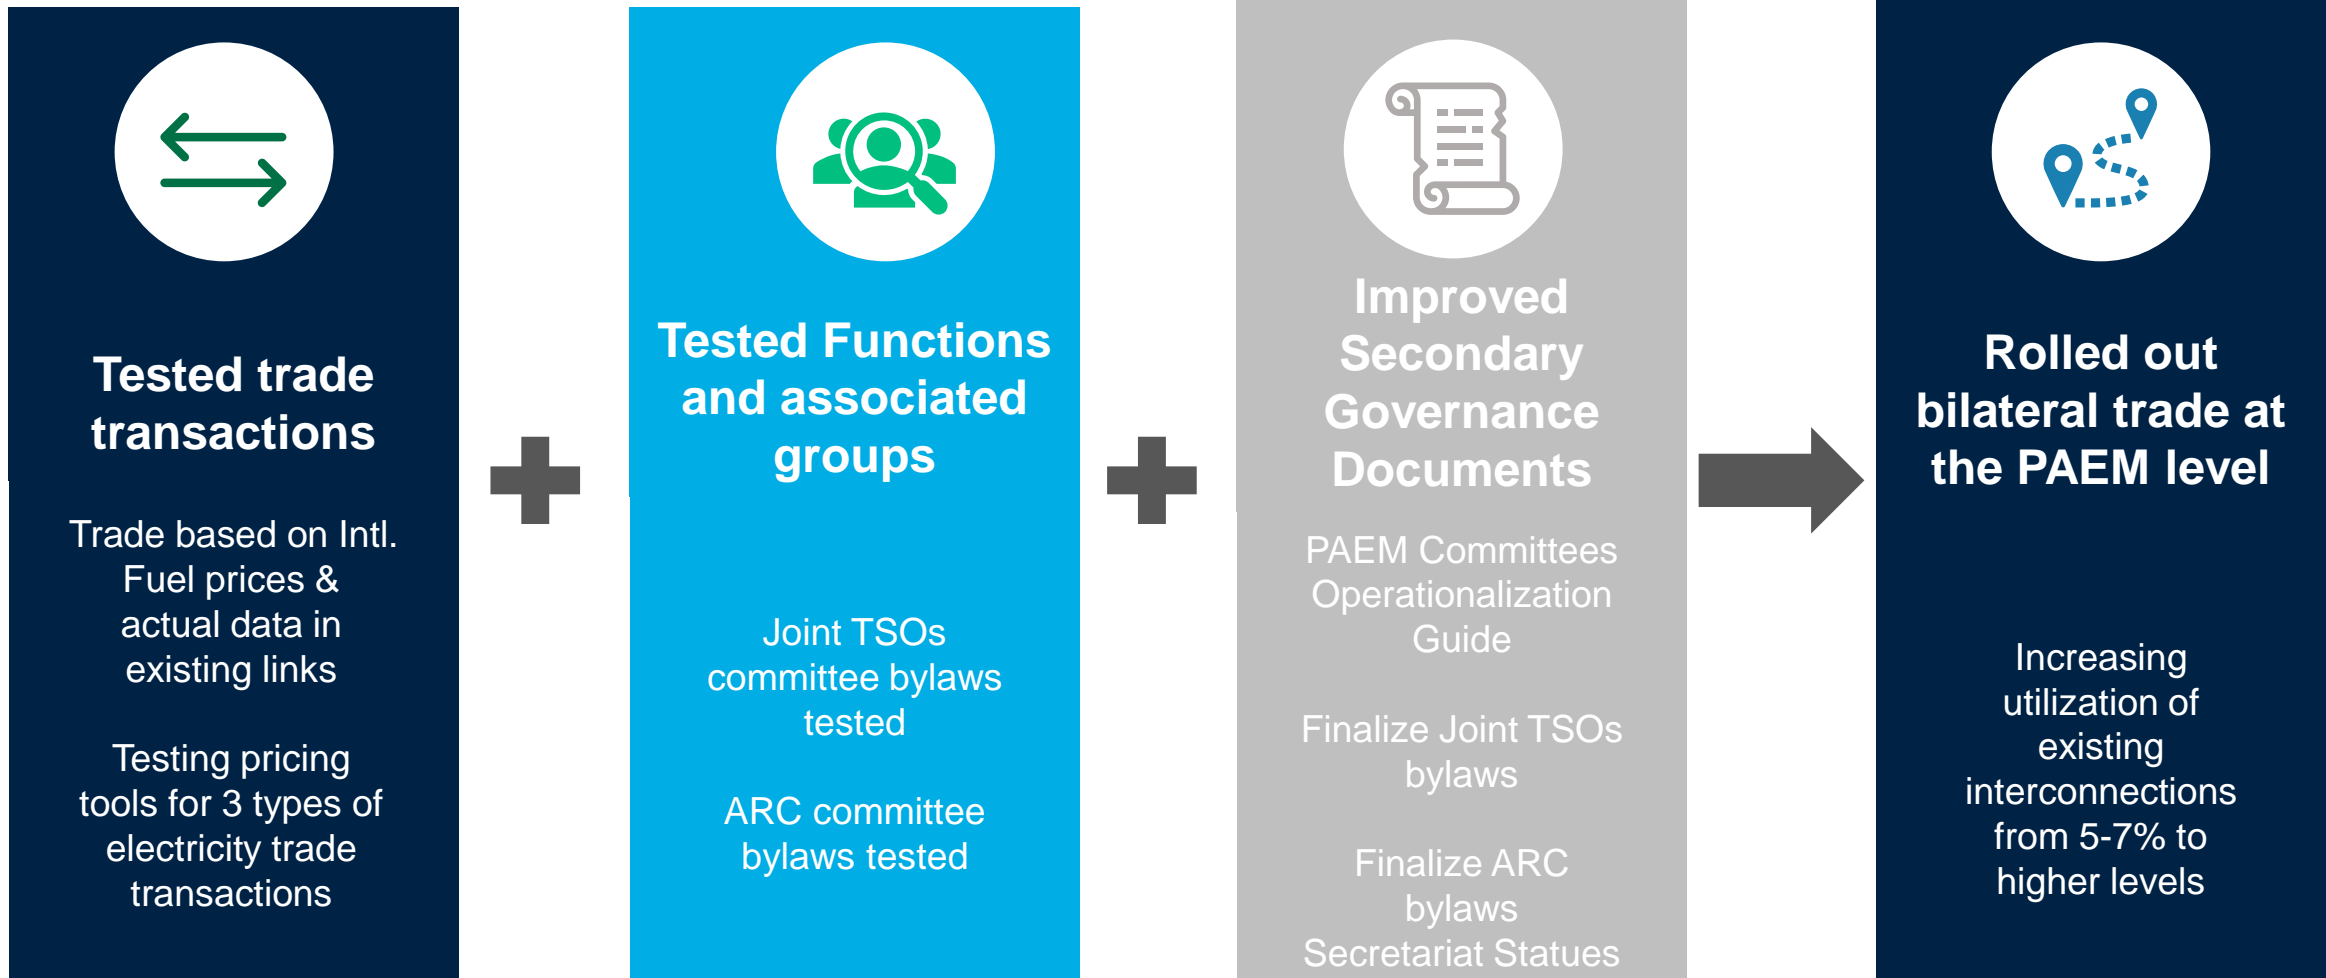 Tested trade
transactions
Trade based on Intl.
Fuel prices &
actual data in
existing links
Testing pricing
tools for 3 types of
electricity trade
transactions
Tested Functions
and associated
groups
Joint TSOs
committee bylaws
tested
ARC committee
bylaws tested
Improved
Secondary
Governance
Documents
PAEM Committees
Operationalization
Guide
Finalize Joint TSOs
bylaws
Finalize ARC
bylaws
Secretariat Statues
Rolled out
bilateral trade at
the PAEM level
Increasing
utilization of
existing
interconnections
from 5-7% to
higher levels